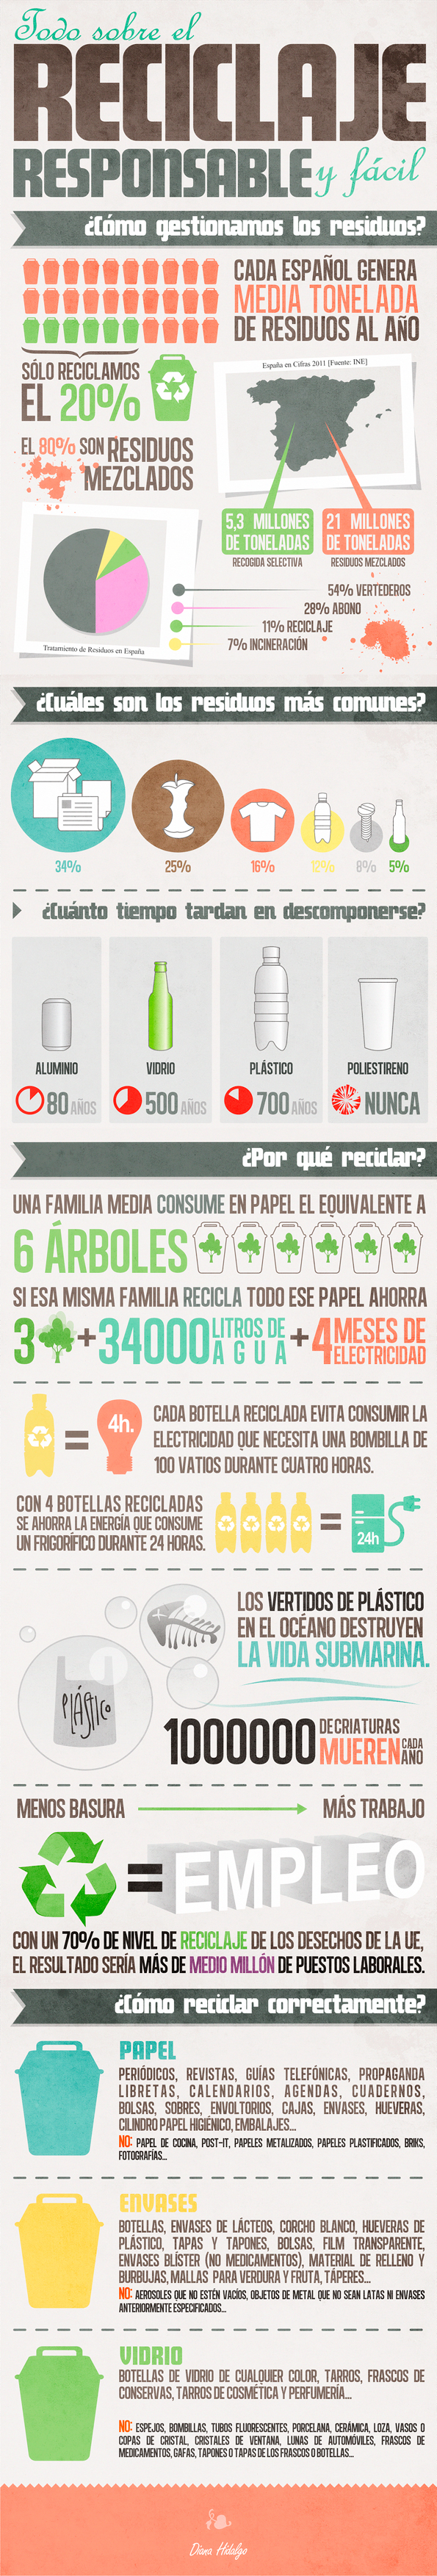 Todo sobre el
RECICLAJE
RESPONSABLE y fácil
¿Cómo gestionamos los residuos?
CADA ESPAÑOL GENERA
MEDIA TONELADA
DE RESIDUOS AL AÑO
SÓLO RECICLAMOS
EL 20%
EL 80% SON RESIDUOS
MEZCLADOS
España en Cifras 2011 [Fuente: INE]
5,3 MILLONES
DE TONELADAS
RECOGIDA SELECTIVA
21 MILLONES
DE TONELADAS
RESIDUOS MEZCLADOS
Tratamiento de Residuos en España
54% VERTEDEROS
28% ABONO
11% RECICLAJE
7% INCINERACIÓN
¿Cuáles son los residuos más comunes?
34%
25%
16%
12%
8%
5%
¿Cuánto tiempo tardan en descomponerse?
ALUMINIO
80 AÑOS
VIDRIO
500 AÑOS
PLÁSTICO
700 AÑOS
POLIESTIRENO
NUNCA
¿Por qué reciclar?
UNA FAMILIA MEDIA CONSUME EN PAPEL EL EQUIVALENTE A
6 ÁRBOLES
SI ESA MISMA FAMILIA RECICLA TODO ESE PAPEL AHORRA
3 + 34000 LITROS DE AGUA + 4 MESES DE ELECTRICIDAD
= 4h.
CADA BOTELLA RECICLADA EVITA CONSUMIR LA
ELECTRICIDAD QUE NECESITA UNA BOMBILLA DE
100 VATIOS DURANTE CUATRO HORAS.
CON 4 BOTELLAS RECICLADAS
SE AHORRA LA ENERGÍA QUE CONSUME
UN FRIGORÍFICO DURANTE 24 HORAS.
= 24h
LOS VERTIDOS DE PLÁSTICO
EN EL OCÉANO DESTRUYEN
LA VIDA SUBMARINA.
PLÁSTICO
1000000 DE CRIATURAS
MUEREN CADA AÑO
MENOS BASURA MÁS TRABAJO
= EMPLEO
CON UN 70% DE NIVEL DE RECICLAJE DE LOS DESECHOS DE LA UE,
EL RESULTADO SERÍA MÁS DE MEDIO MILLÓN DE PUESTOS LABORALES.
¿Cómo reciclar correctamente?
PAPEL
PERIÓDICOS, REVISTAS, GUÍAS TELEFÓNICAS, PROPAGANDA
LIBRETAS, CALENDARIOS, AGENDAS, CUADERNOS,
BOLSAS, SOBRES, ENVOLTORIOS, CAJAS, ENVASES, HUEVERAS,
CILINDRO PAPEL HIGIÉNICO, EMBALAJES...
NO: PAPEL DE COCINA, POST-IT, PAPELES METALIZADOS, PAPELES PLASTIFICADOS, BRIKS,
FOTOGRAFÍAS...
ENVASES
BOTELLAS, ENVASES DE LÁCTEOS, CORCHO BLANCO, HUEVERAS DE
PLÁSTICO, TAPAS Y TAPONES, BOLSAS, FILM TRANSPARENTE,
ENVASES BLÍSTER (NO MEDICAMENTOS), MATERIAL DE RELLENO Y
BURBUJAS, MALLAS PARA VERDURA Y FRUTA, TÁPERES...
NO: AEROSOLES QUE NO ESTÉN VACÍOS, OBJETOS DE METAL QUE NO SEAN LATAS NI ENVASES
ANTERIORMENTE ESPECIFICADOS...
VIDRIO
BOTELLAS DE VIDRIO DE CUALQUIER COLOR, TARROS, FRASCOS DE
CONSERVAS, TARROS DE COSMÉTICA Y PERFUMERÍA...
NO: ESPEJOS, BOMBILLAS, TUBOS FLUORESCENTES, PORCELANA, CERÁMICA, LOZA, VASOS O
COPAS DE CRISTAL, CRISTALES DE VENTANA, LUNAS DE AUTOMÓVILES, FRASCOS DE
MEDICAMENTOS, GAFAS, TAPONES O TAPAS DE LOS FRASCOS O BOTELLAS...
Diana Hidalgo